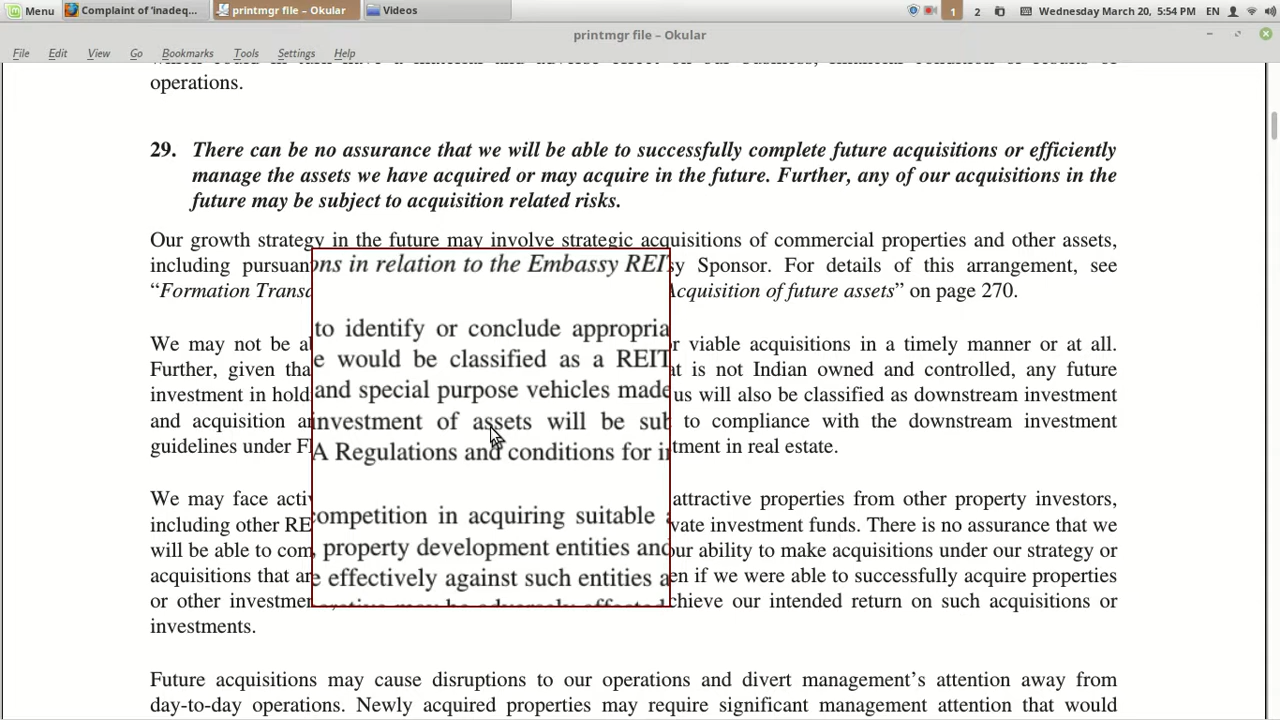 Menu
Complaint of 'inadeq...
printmgr file – Okular
Videos
1
2
Wednesday March 20, 5:54 PM
EN
printmgr file – Okular
File Edit View Go Bookmarks Tools Settings Help
operations.
29. There can be no assurance that we will be able to successfully complete future acquisitions or efficiently
manage the assets we have acquired or may acquire in the future. Further, any of our acquisitions in the
future may be subject to acquisition related risks.
Our growth strategy in the future may involve strategic acquisitions of commercial properties and other assets,
including pursuan ons in relation to the Embassy REI sy Sponsor. For details of this arrangement, see
“Formation Transa Acquisition of future assets” on page 270.
We may not be a to identify or conclude appropria r viable acquisitions in a timely manner or at all.
Further, given tha e would be classified as a REIT at is not Indian owned and controlled, any future
investment in hold and special purpose vehicles made us will also be classified as downstream investment
and acquisition a investment of assets will be sub to compliance with the downstream investment
guidelines under F A Regulations and conditions for i tment in real estate.
We may face acti competition in acquiring suitable attractive properties from other property investors,
including other RE , property development entities and vate investment funds. There is no assurance that we
will be able to com e effectively against such entities a our ability to make acquisitions under our strategy or
acquisitions that ar may be adversely affected en if we were able to successfully acquire properties
or other investmen chieve our intended return on such acquisitions or
investments.
Future acquisitions may cause disruptions to our operations and divert management’s attention away from
day-to-day operations. Newly acquired properties may require significant management attention that would